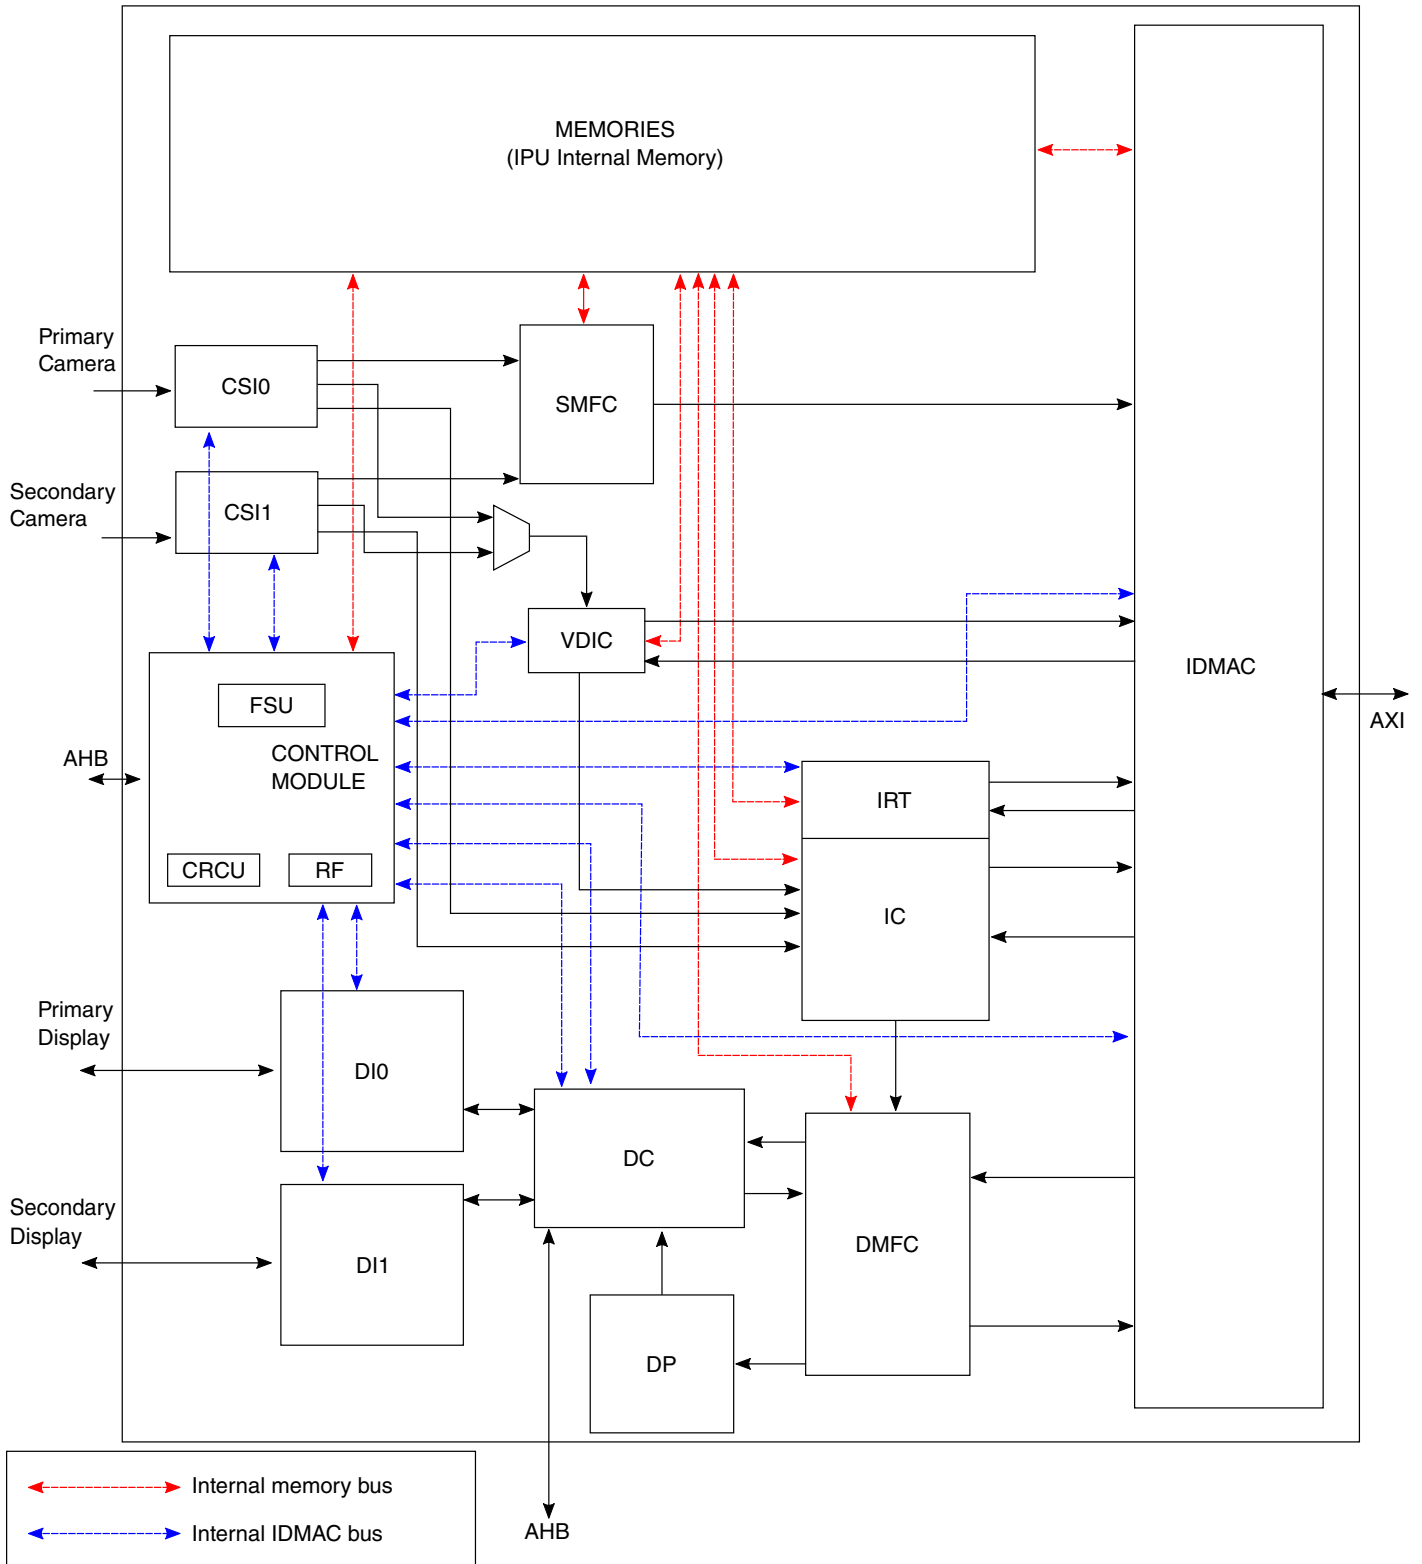 MEMORIES
(IPU Internal Memory)
Primary
Camera
CSI0
SMFC
Secondary
Camera
CSI1
VDIC
IDMAC
FSU
AXI
AHB
CONTROL
MODULE
IRT
CRCU
RF
IC
Primary
Display
DI0
DC
Secondary
Display
DMFC
DI1
DP
Internal memory bus
Internal IDMAC bus
AHB